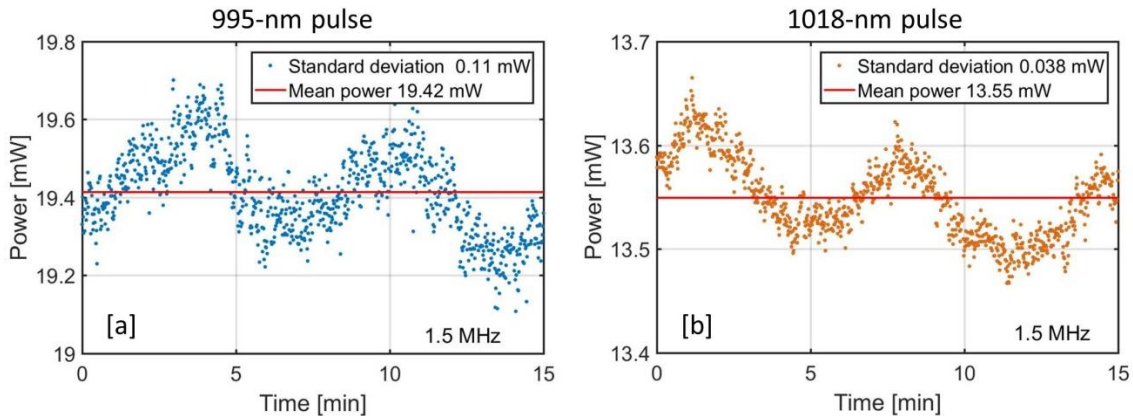 995-nm pulse
19.8
19.6
19.4
19.2
19
Power [mW]
Standard deviation 0.11 mW
Mean power 19.42 mW
[a]
1.5 MHz
0
5
10
15
Time [min]
1018-nm pulse
13.7
13.6
13.5
13.4
Power [mW]
Standard deviation 0.038 mW
Mean power 13.55 mW
[b]
1.5 MHz
0
5
10
15
Time [min]